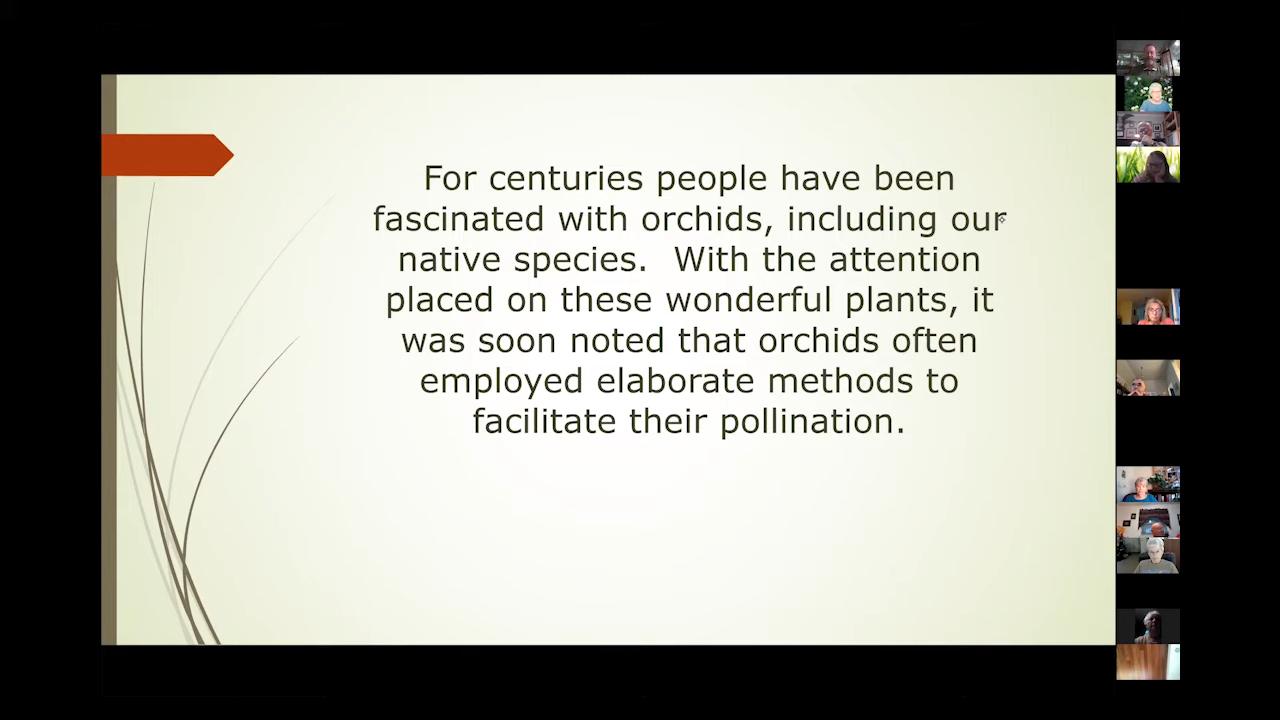 For centuries people have been
fascinated with orchids, including our
native species.  With the attention
placed on these wonderful plants, it
was soon noted that orchids often
employed elaborate methods to
facilitate their pollination.